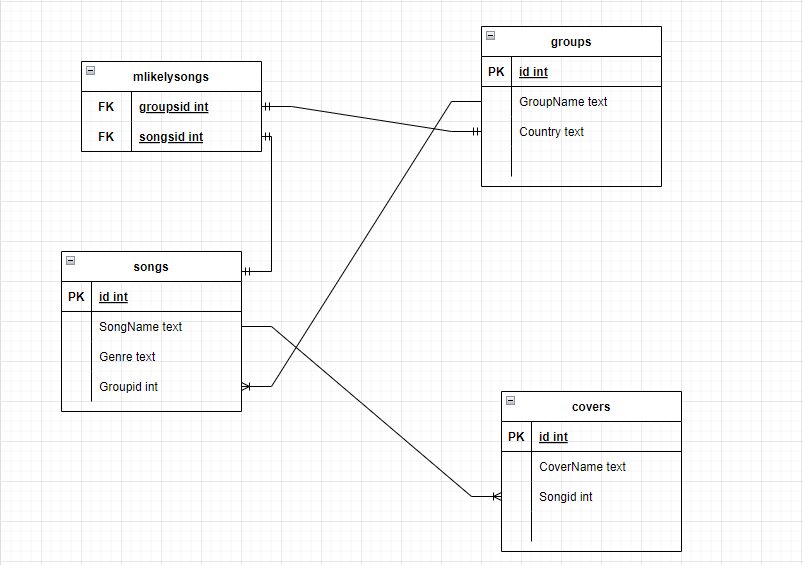 mlikelysongs
FK groupsid int
FK songsid int
groups
PK id int
GroupName text
Country text
songs
PK id int
SongName text
Genre text
Groupid int
covers
PK id int
CoverName text
Songid int